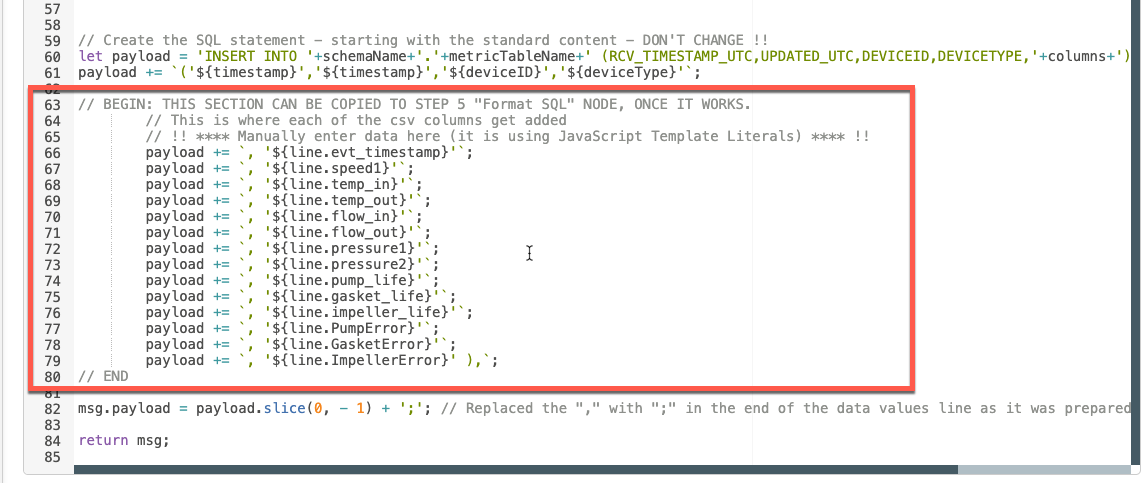 57
58
59 // Create the SQL statement - starting with the standard content - DON'T CHANGE !!
60 let payload = 'INSERT INTO '+schemaName+'.'+metricTableName+' (RCV_TIMESTAMP_UTC,UPDATED_UTC,DEVICEID,DEVICETYPE,'+columns+')
61 payload += `('${timestamp}','${timestamp}','${deviceID}','${deviceType}'`;
62
63 // BEGIN: THIS SECTION CAN BE COPIED TO STEP 5 "Format SQL" NODE, ONCE IT WORKS.
64 // This is where each of the csv columns get added
65 // !! **** Manually enter data here (it is using JavaScript Template Literals) **** !!
66 payload += `, '${line.evt_timestamp}'`;
67 payload += `, '${line.speed1}'`;
68 payload += `, '${line.temp_in}'`;
69 payload += `, '${line.temp_out}'`;
70 payload += `, '${line.flow_in}'`;
71 payload += `, '${line.flow_out}'`;
72 payload += `, '${line.pressure1}'`;
73 payload += `, '${line.pressure2}'`;
74 payload += `, '${line.pump_life}'`;
75 payload += `, '${line.gasket_life}'`;
76 payload += `, '${line.impeller_life}'`;
77 payload += `, '${line.PumpError}'`;
78 payload += `, '${line.GasketError}'`;
79 payload += `, '${line.ImpellerError}' ),`;
80 // END
81
82 msg.payload = payload.slice(0, - 1) + ';'; // Replaced the "," with ";" in the end of the data values line as it was prepared
83
84 return msg;
85